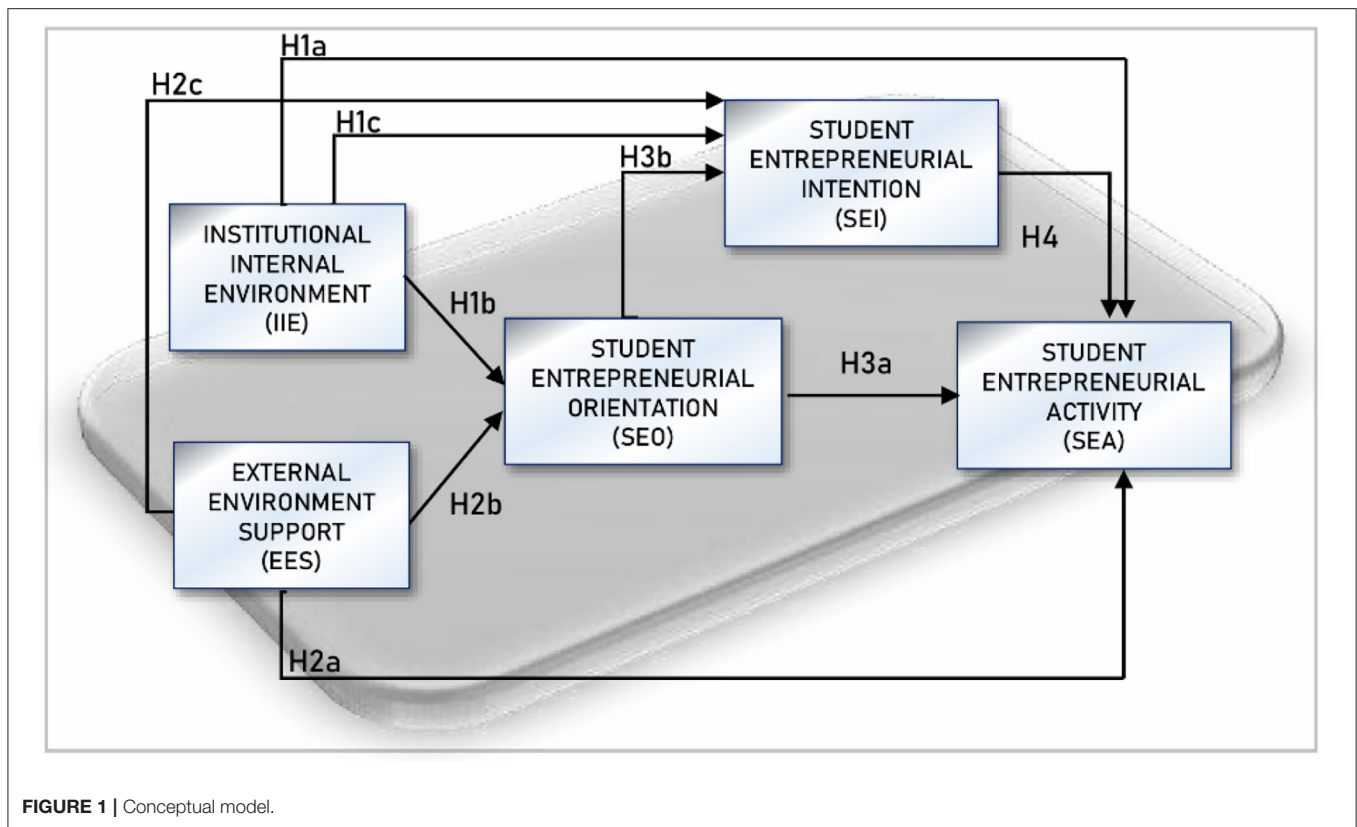 H1a
H2c
H1c
H3b
STUDENT
ENTREPRENEURIAL
INTENTION
(SEI)
INSTITUTIONAL
INTERNAL
ENVIRONMENT
(IIE)
H4
H1b
STUDENT
ENTREPRENEURIAL
ORIENTATION
(SEO)
H3a
STUDENT
ENTREPRENEURIAL
ACTIVITY
(SEA)
EXTERNAL
ENVIRONMENT
SUPPORT
(EES)
H2b
H2a
FIGURE 1 | Conceptual model.